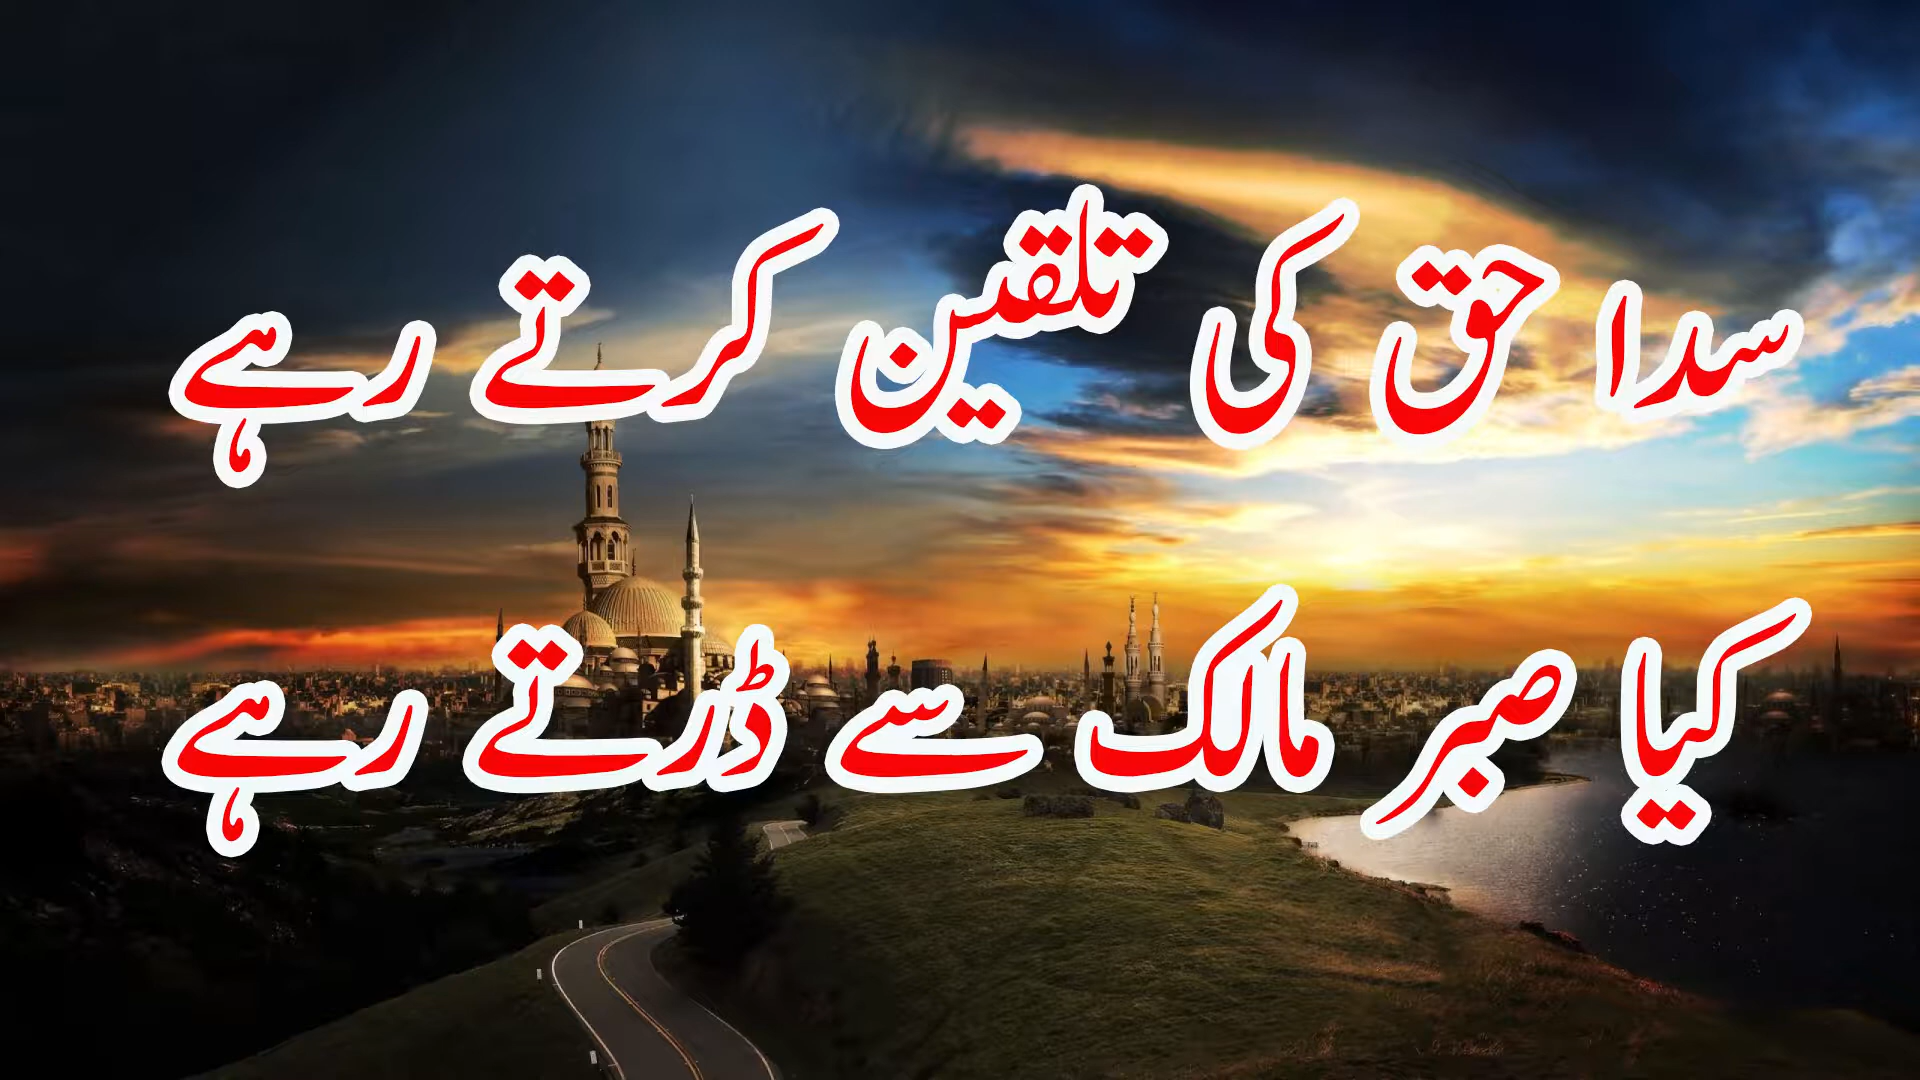 سدا حق کی تلقین کرتے رہے
کیا صبر مالک سے ڈرتے رہے